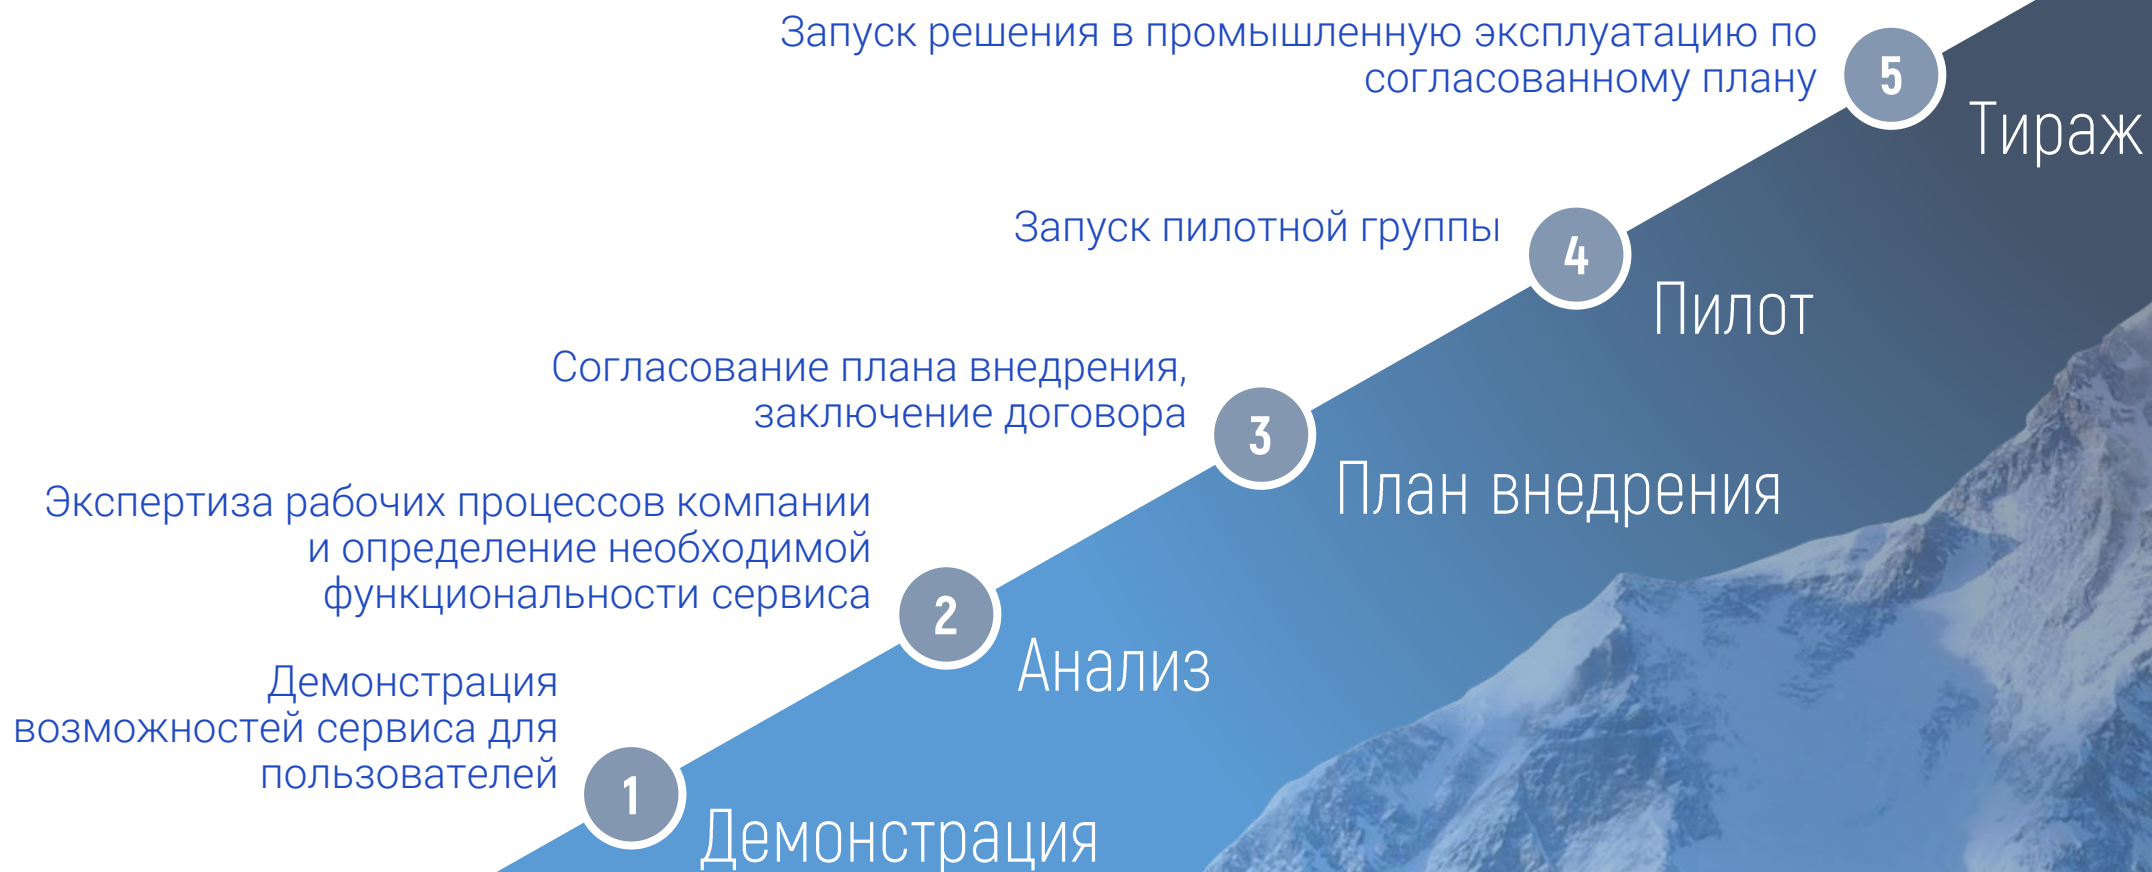 Запуск решения в промышленную эксплуатацию по
согласованному плану
5
Тираж
Запуск пилотной группы
4
Пилот
Согласование плана внедрения,
заключение договора
3
План внедрения
Экспертиза рабочих процессов компании
и определение необходимой
функциональности сервиса
2
Анализ
Демонстрация
возможностей сервиса для
пользователей
1
Демонстрация